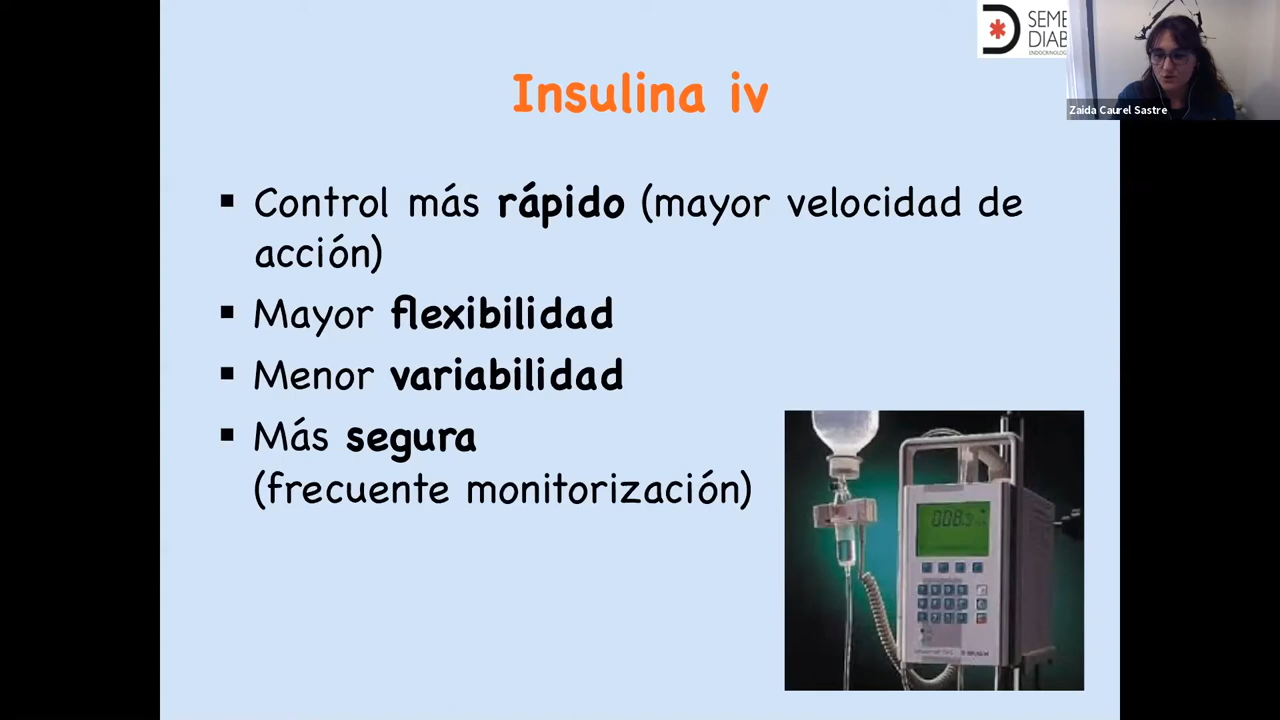 SEME
DIAB
ENDOCRINOLOG
Zaida Caurel Sastre
Insulina iv
▪ Control más rápido (mayor velocidad de
acción)
▪ Mayor flexibilidad
▪ Menor variabilidad
▪ Más segura
(frecuente monitorización)